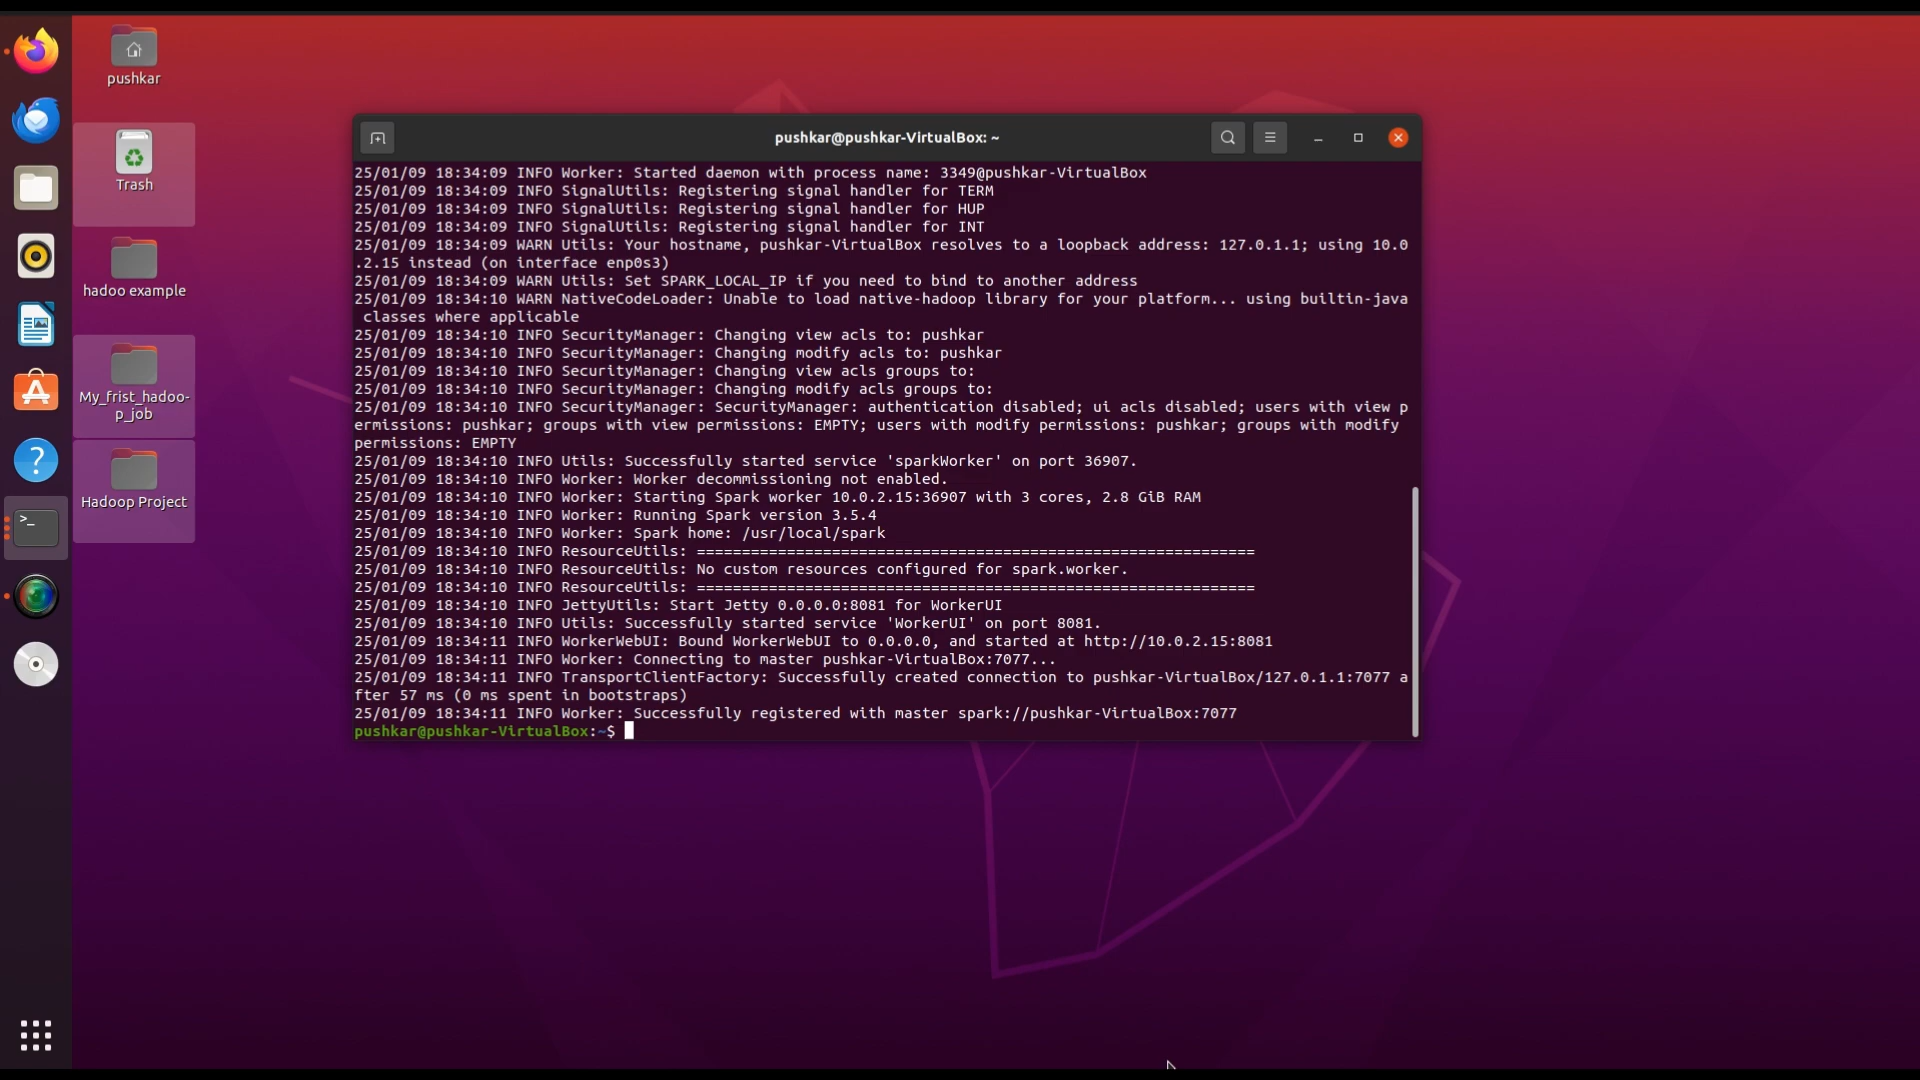 pushkar
Trash
hadoo example
My_frist_hadoo-
p_job
Hadoop Project
pushkar@pushkar-VirtualBox: ~
25/01/09 18:34:09 INFO Worker: Started daemon with process name: 3349@pushkar-VirtualBox
25/01/09 18:34:09 INFO SignalUtils: Registering signal handler for TERM
25/01/09 18:34:09 INFO SignalUtils: Registering signal handler for HUP
25/01/09 18:34:09 INFO SignalUtils: Registering signal handler for INT
25/01/09 18:34:09 WARN Utils: Your hostname, pushkar-VirtualBox resolves to a loopback address: 127.0.1.1; using 10.0
.2.15 instead (on interface enp0s3)
25/01/09 18:34:09 WARN Utils: Set SPARK_LOCAL_IP if you need to bind to another address
25/01/09 18:34:10 WARN NativeCodeLoader: Unable to load native-hadoop library for your platform... using builtin-java
 classes where applicable
25/01/09 18:34:10 INFO SecurityManager: Changing view acls to: pushkar
25/01/09 18:34:10 INFO SecurityManager: Changing modify acls to: pushkar
25/01/09 18:34:10 INFO SecurityManager: Changing view acls groups to:
25/01/09 18:34:10 INFO SecurityManager: Changing modify acls groups to:
25/01/09 18:34:10 INFO SecurityManager: SecurityManager: authentication disabled; ui acls disabled; users with view p
ermissions: pushkar; groups with view permissions: EMPTY; users with modify permissions: pushkar; groups with modify
permissions: EMPTY
25/01/09 18:34:10 INFO Utils: Successfully started service 'sparkWorker' on port 36907.
25/01/09 18:34:10 INFO Worker: Worker decommissioning not enabled.
25/01/09 18:34:10 INFO Worker: Starting Spark worker 10.0.2.15:36907 with 3 cores, 2.8 GiB RAM
25/01/09 18:34:10 INFO Worker: Running Spark version 3.5.4
25/01/09 18:34:10 INFO Worker: Spark home: /usr/local/spark
25/01/09 18:34:10 INFO ResourceUtils: ==============================================================
25/01/09 18:34:10 INFO ResourceUtils: No custom resources configured for spark.worker.
25/01/09 18:34:10 INFO ResourceUtils: ==============================================================
25/01/09 18:34:10 INFO JettyUtils: Start Jetty 0.0.0.0:8081 for WorkerUI
25/01/09 18:34:10 INFO Utils: Successfully started service 'WorkerUI' on port 8081.
25/01/09 18:34:11 INFO WorkerWebUI: Bound WorkerWebUI to 0.0.0.0, and started at http://10.0.2.15:8081
25/01/09 18:34:11 INFO Worker: Connecting to master pushkar-VirtualBox:7077...
25/01/09 18:34:11 INFO TransportClientFactory: Successfully created connection to pushkar-VirtualBox/127.0.1.1:7077 a
fter 57 ms (0 ms spent in bootstraps)
25/01/09 18:34:11 INFO Worker: Successfully registered with master spark://pushkar-VirtualBox:7077
pushkar@pushkar-VirtualBox:~$